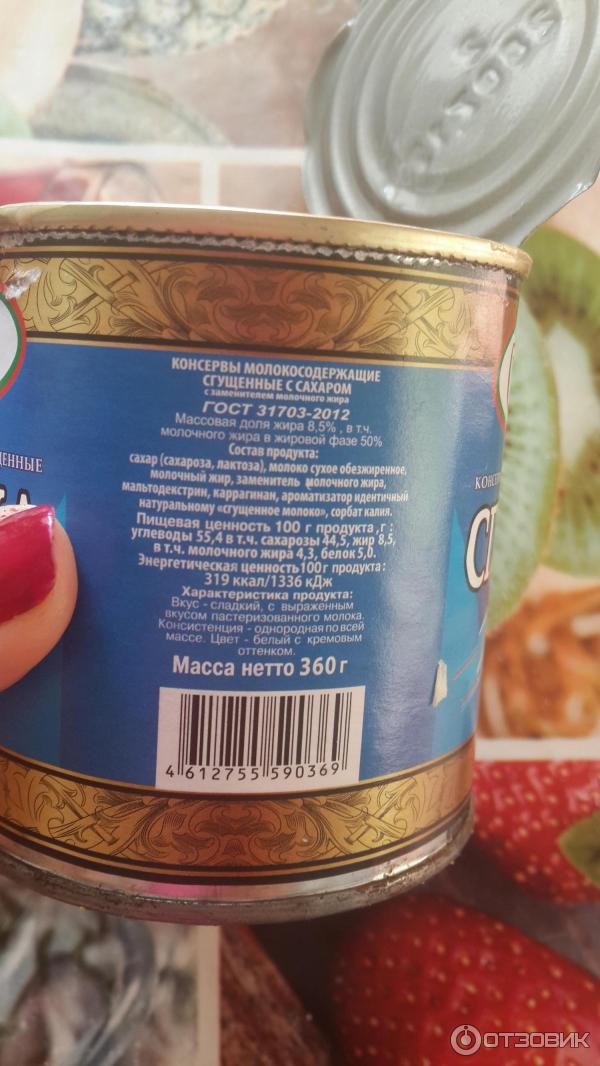 КОНСЕРВЫ МОЛОКОСОДЕРЖАЩИЕ
СГУЩЕННЫЕ С САХАРОМ
с заменителем молочного жира
ГОСТ 31703-2012
Массовая доля жира 8,5% , в т.ч.
молочного жира в жировой фазе 50%
Состав продукта:
сахар (сахароза, лактоза), молоко сухое обезжиренное,
молочный жир, заменитель молочного жира,
мальтодекстрин, каррагинан, ароматизатор идентичный
натуральному «сгущенное молоко», сорбат калия.
Пищевая ценность 100 г продукта ,г :
углеводы 55,4 в т.ч. сахарозы 44,5, жир 8,5,
в т.ч. молочного жира 4,3, белок 5,0.
Энергетическая ценность100г продукта:
319 ккал/1336 кДж
Характеристика продукта:
Вкус - сладкий, с выраженным
вкусом пастеризованного молока.
Консистенция - однородная по всей
массе. Цвет - белый с кремовым
оттенком.
Масса нетто 360 г
4 612755 590369
ЩЕННЫЕ
КА
КОНСЕ
СГ
ОТЗОВИК